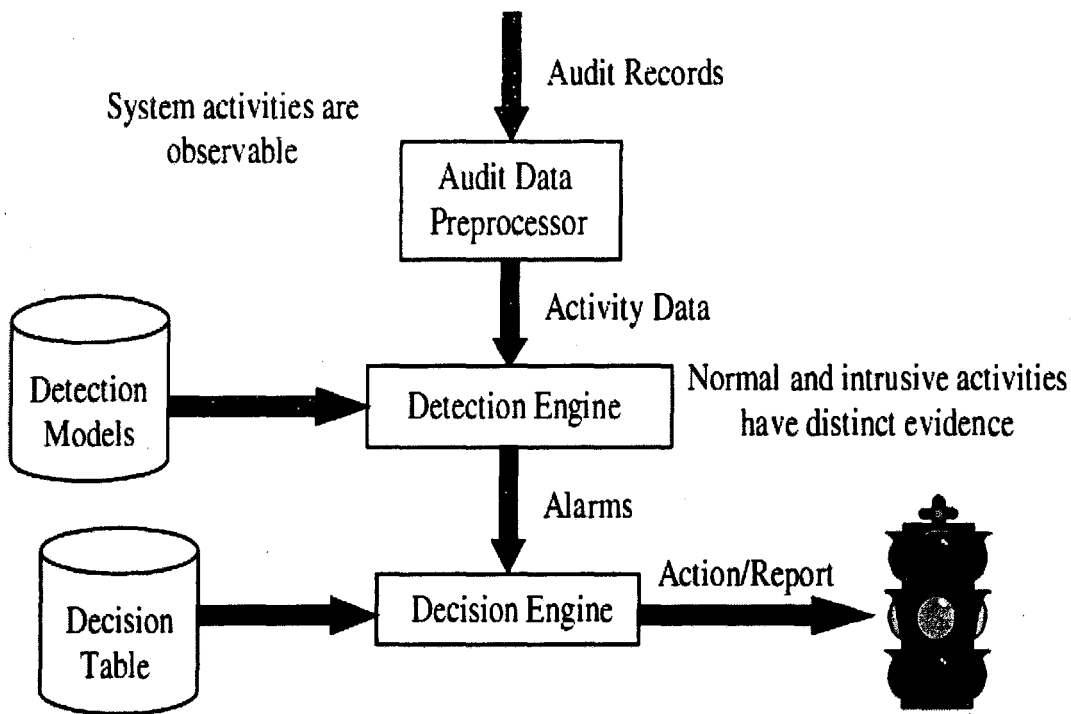 Audit Records
System activities are
observable
Audit Data
Preprocessor
Activity Data
Detection
Models
Detection Engine
Normal and intrusive activities
have distinct evidence
Alarms
Decision
Table
Decision Engine
Action/Report